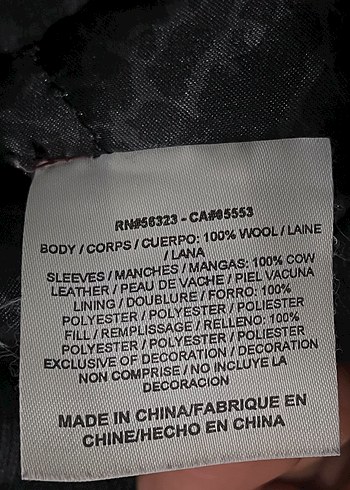 RN#56323 - CA#05553
BODY / CORPS / CUERPO: 100% WOOL / LAINE
/ LANA
SLEEVES / MANCHES / MANGAS: 100% COW
LEATHER / PEAU DE VACHE / PIEL VACUNA
LINING / DOUBLURE / FORRO: 100%
POLYESTER / POLYESTER / POLIESTER
FILL / REMPLISSAGE / RELLENO: 100%
POLYESTER / POLYESTER / POLIESTER
EXCLUSIVE OF DECORATION / DECORATION
NON COMPRISE / NO INCLUYE LA
DECORACION
MADE IN CHINA/FABRIQUE EN
CHINE/HECHO EN CHINA